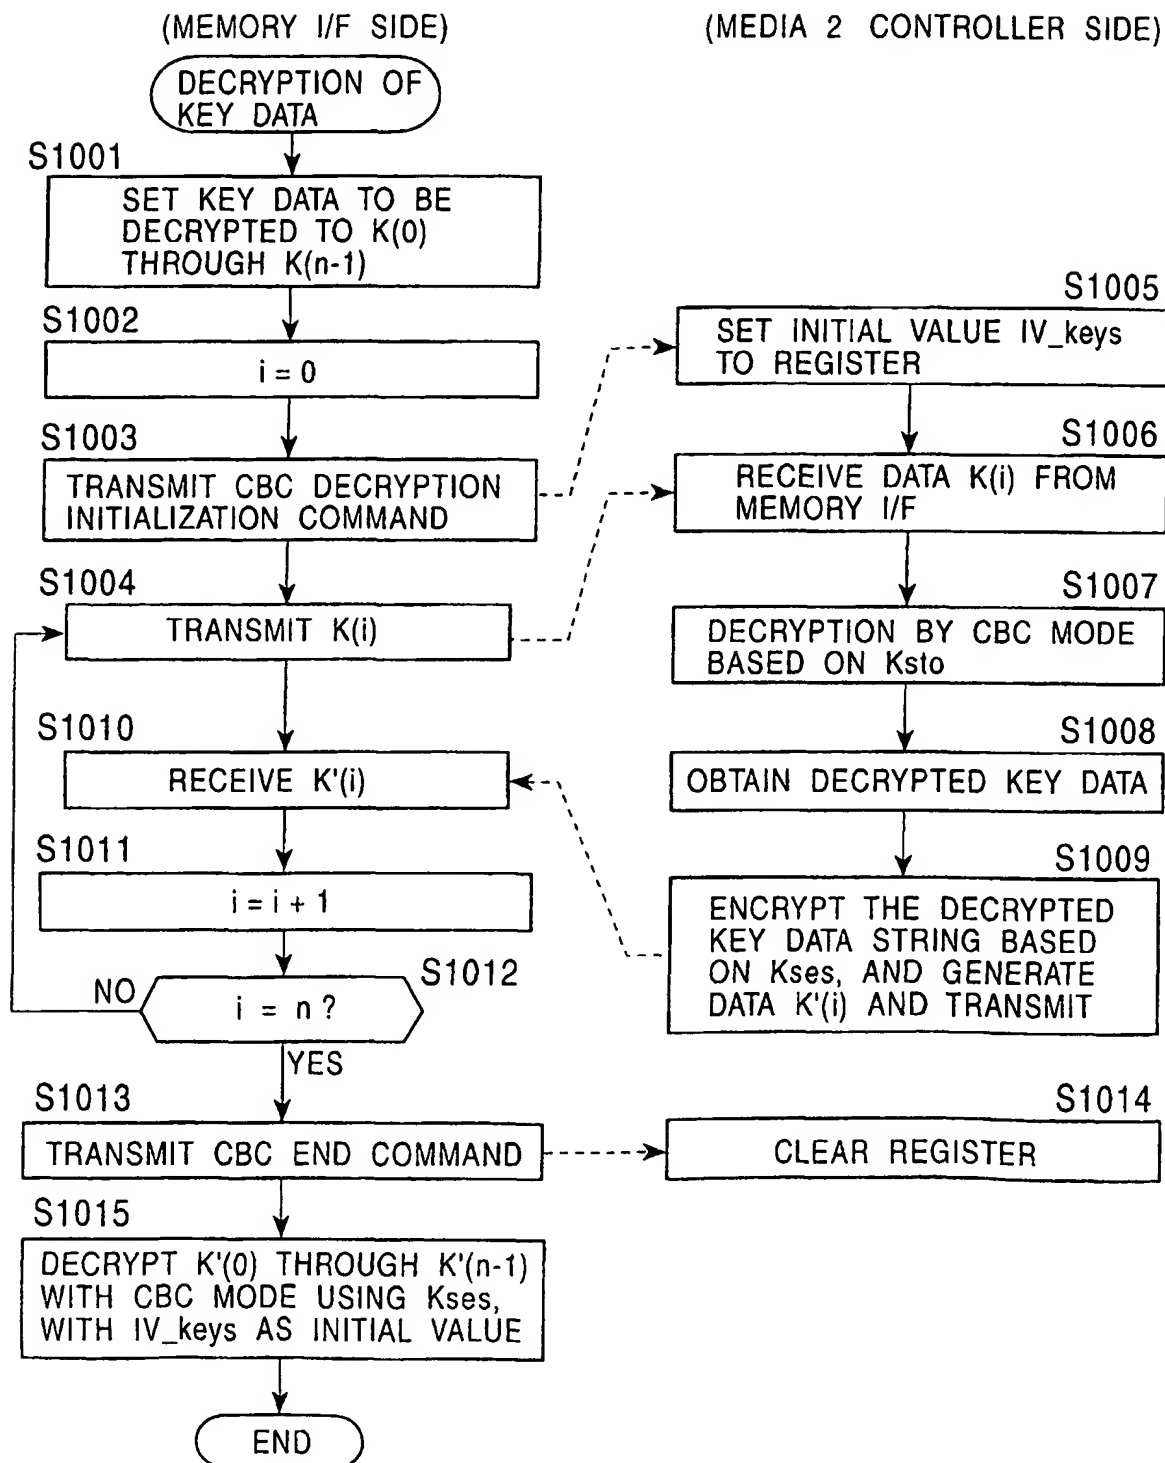 (MEMORY I/F SIDE)
(MEDIA 2 CONTROLLER SIDE)
DECRYPTION OF
KEY DATA
S1001
SET KEY DATA TO BE
DECRYPTED TO K(0)
THROUGH K(n-1)
S1002
i = 0
S1003
TRANSMIT CBC DECRYPTION
INITIALIZATION COMMAND
S1004
TRANSMIT K(i)
S1005
SET INITIAL VALUE IV_keys
TO REGISTER
S1006
RECEIVE DATA K(i) FROM
MEMORY I/F
S1007
DECRYPTION BY CBC MODE
BASED ON Ksto
S1008
OBTAIN DECRYPTED KEY DATA
S1009
ENCRYPT THE DECRYPTED
KEY DATA STRING BASED
ON Kses, AND GENERATE
DATA K'(i) AND TRANSMIT
S1010
RECEIVE K'(i)
S1011
i = i + 1
S1012
i = n ?
NO
YES
S1013
TRANSMIT CBC END COMMAND
S1014
CLEAR REGISTER
S1015
DECRYPT K'(0) THROUGH K'(n-1)
WITH CBC MODE USING Kses,
WITH IV_keys AS INITIAL VALUE
END